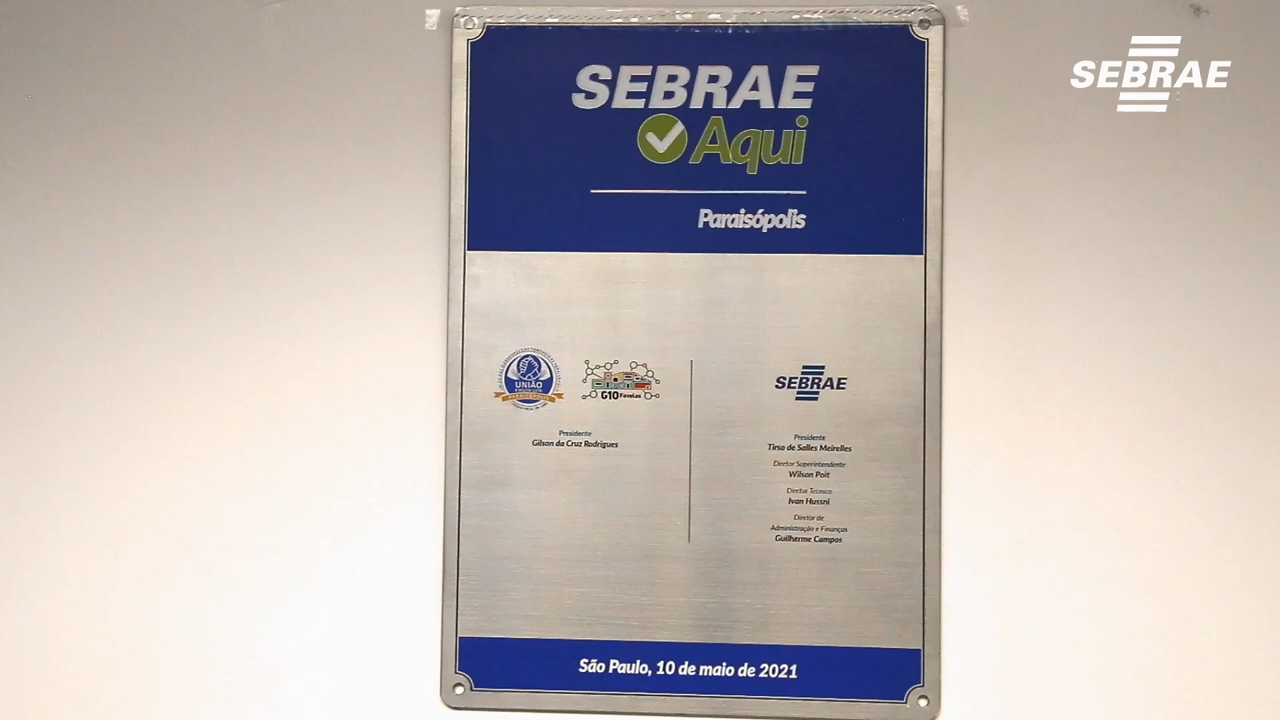 SEBRAE
SEBRAE
Aqui
Paraisópolis
UNIÃO
PARAISÓPOLIS
G10 Favelas
Presidente
Gilson da Cruz Rodrigues
SEBRAE
Presidente
Tirso de Salles Meirelles
Diretor Superintendente
Wilson Poit
Diretor Técnico
Ivan Hussni
Diretor de
Administração e Finanças
Guilherme Campos
São Paulo, 10 de maio de 2021